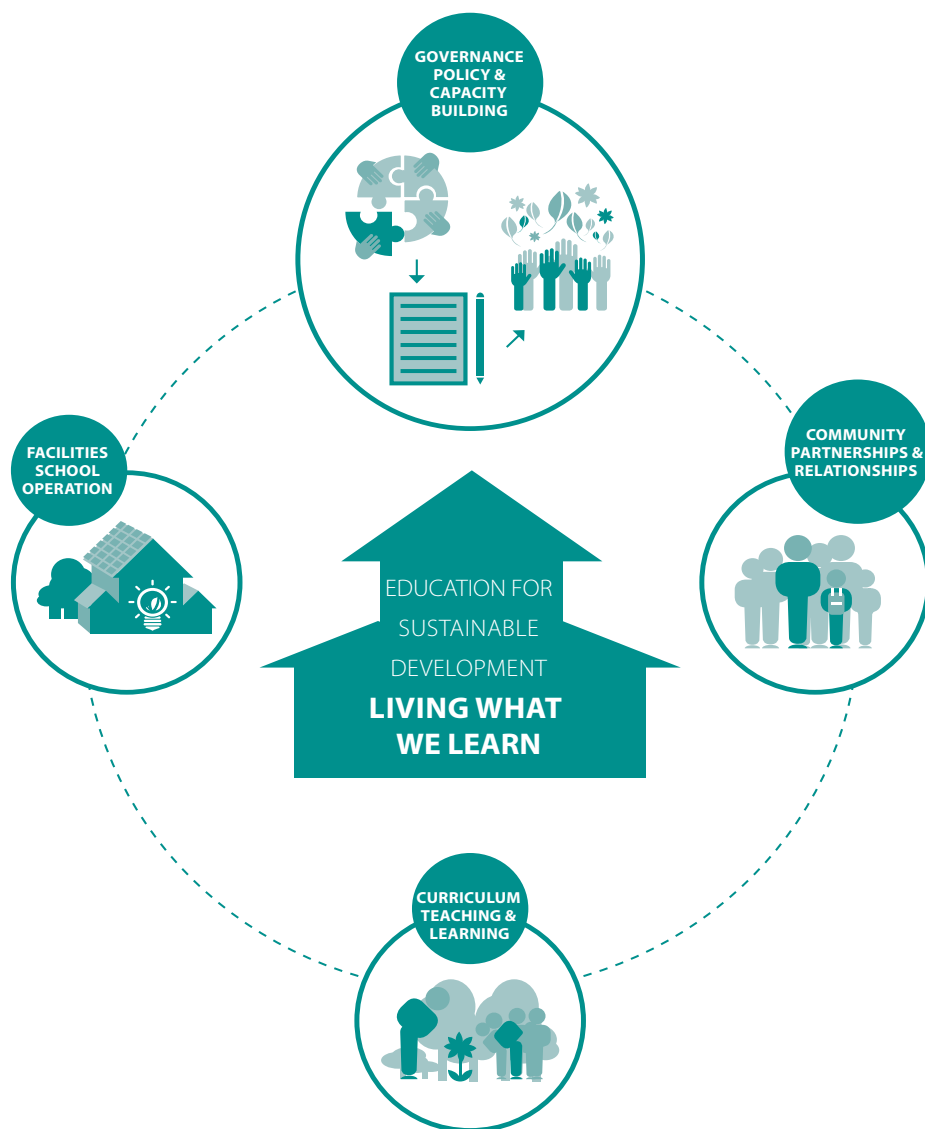 GOVERNANCE
POLICY &
CAPACITY
BUILDING
FACILITIES
SCHOOL
OPERATION
COMMUNITY
PARTNERSHIPS &
RELATIONSHIPS
EDUCATION FOR
SUSTAINABLE
DEVELOPMENT
LIVING WHAT
WE LEARN
CURRICULUM
TEACHING &
LEARNING